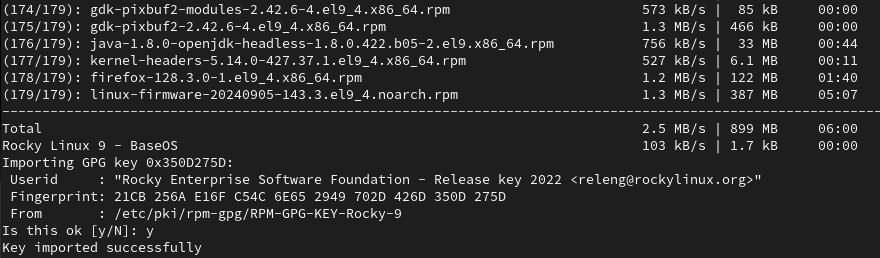 (174/179): gdk-pixbuf2-modules-2.42.6-4.el9_4.x86_64.rpm 573 kB/s | 85 kB 00:00
(175/179): gdk-pixbuf2-2.42.6-4.el9_4.x86_64.rpm 1.3 MB/s | 466 kB 00:00
(176/179): java-1.8.0-openjdk-headless-1.8.0.422.b05-2.el9.x86_64.rpm 756 kB/s | 33 MB 00:44
(177/179): kernel-headers-5.14.0-427.37.1.el9_4.x86_64.rpm 527 kB/s | 6.1 MB 00:11
(178/179): firefox-128.3.0-1.el9_4.x86_64.rpm 1.2 MB/s | 122 MB 01:40
(179/179): linux-firmware-20240905-143.3.el9_4.noarch.rpm 1.3 MB/s | 387 MB 05:07
--------------------------------------------------------------------------------
Total 2.5 MB/s | 899 MB 06:00
Rocky Linux 9 - BaseOS 103 kB/s | 1.7 kB 00:00
Importing GPG key 0x350D275D:
Userid : "Rocky Enterprise Software Foundation - Release key 2022 <releng@rockylinux.org>"
Fingerprint: 21CB 256A E16F C54C 6E65 2949 702D 426D 350D 275D
From : /etc/pki/rpm-gpg/RPM-GPG-KEY-Rocky-9
Is this ok [y/N]: y
Key imported successfully